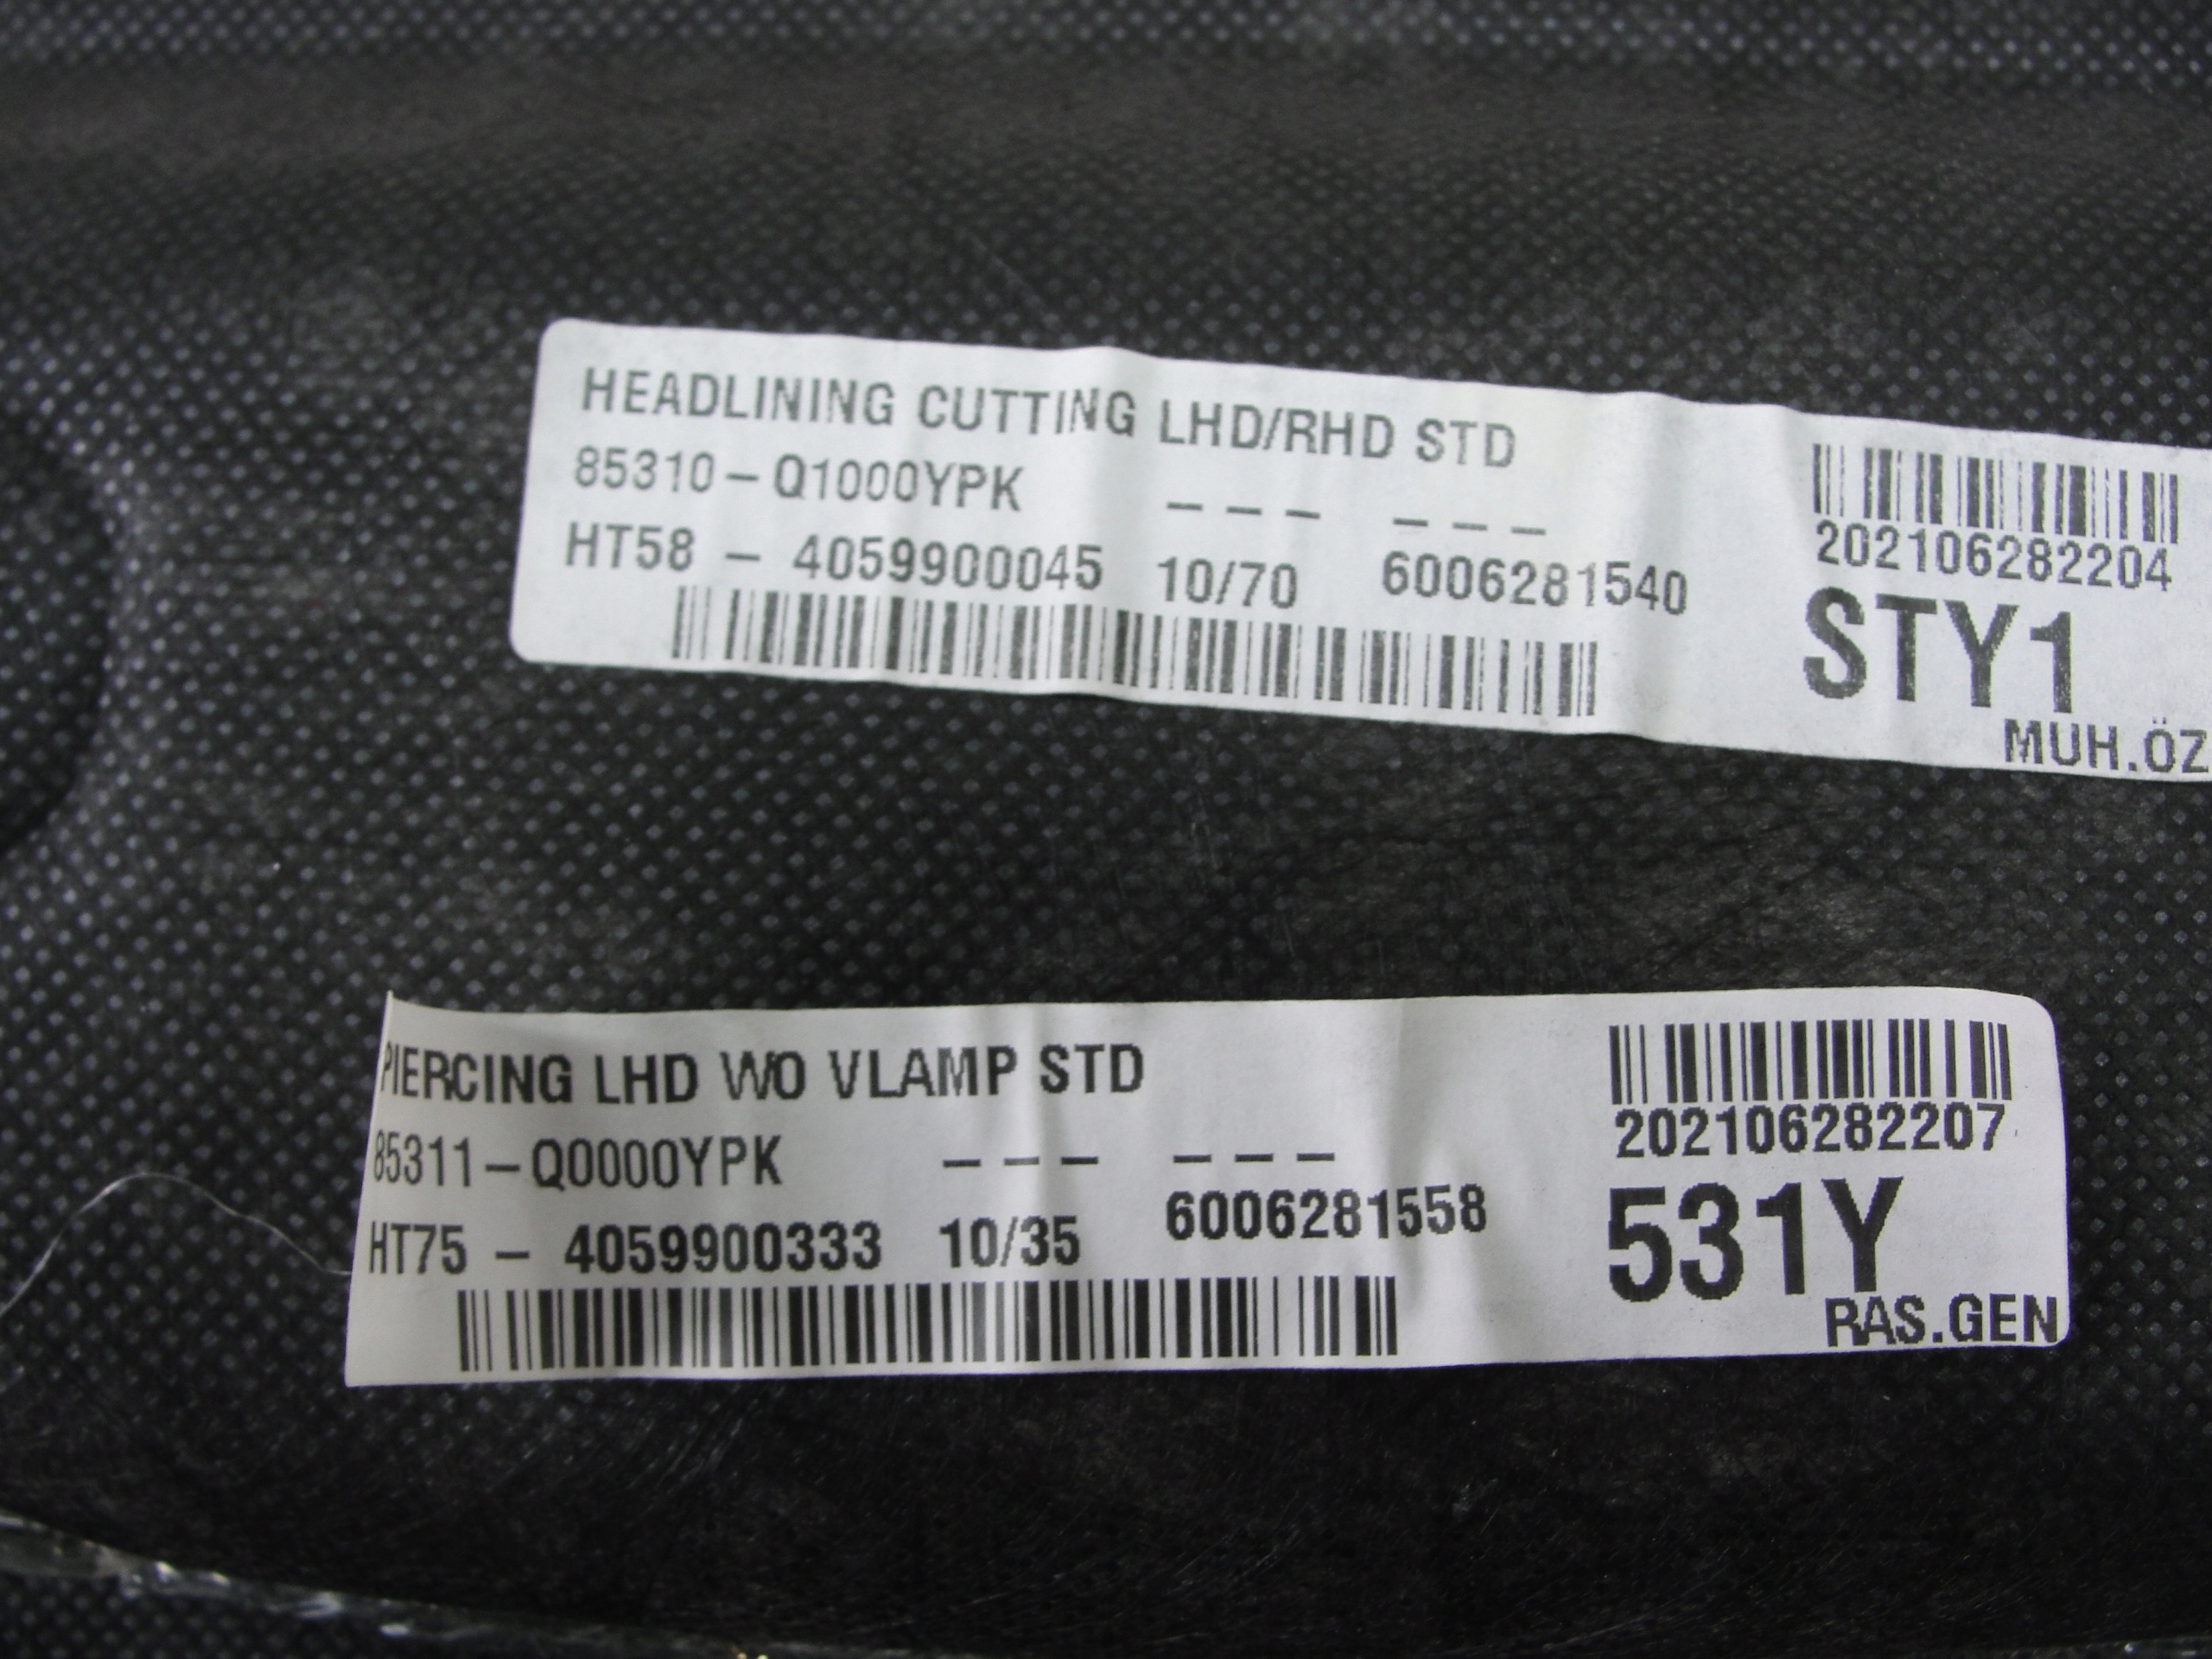 HEADLINING CUTTING LHD/RHD STD
85310-Q1000YPK --- ---
HT58 - 4059900045 10/70 6006281540
202106282204
STY1
MUH.ÖZ
PIERCING LHD WO VLAMP STD
85311-Q0000YPK --- ---
HT75 - 4059900333 10/35 6006281558
202106282207
531Y
RAS.GEN